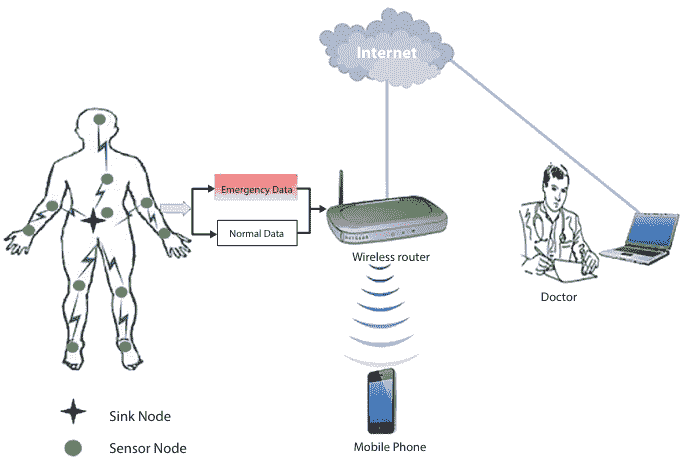 Internet
Emergency Data
Normal Data
Wireless router
Doctor
Mobile Phone
Sink Node
Sensor Node